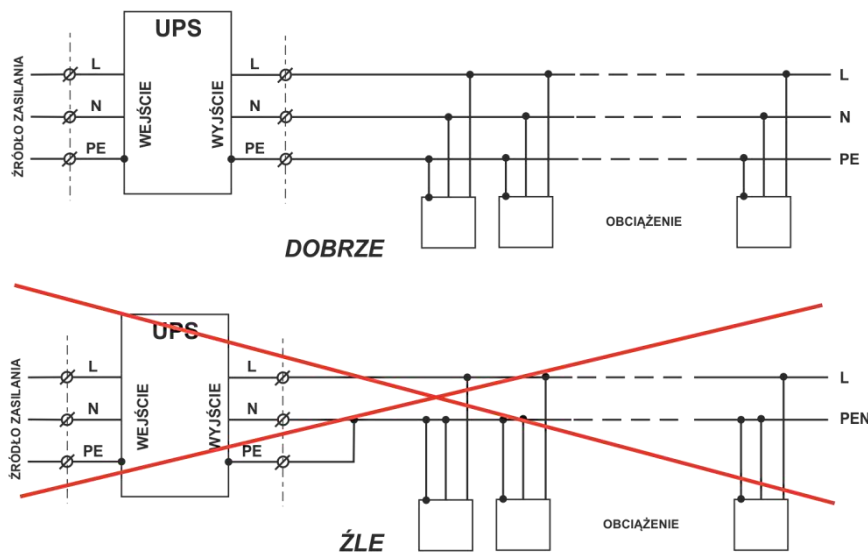 UPS
ŹRÓDŁO ZASILANIA
L
N
PE
WEJŚCIE
WYJŚCIE
L
N
PE
L
N
PE
OBCIĄŻENIE
DOBRZE
UPS
ŹRÓDŁO ZASILANIA
L
N
PE
WEJŚCIE
WYJŚCIE
L
N
PE
L
PEN
OBCIĄŻENIE
ŹLE